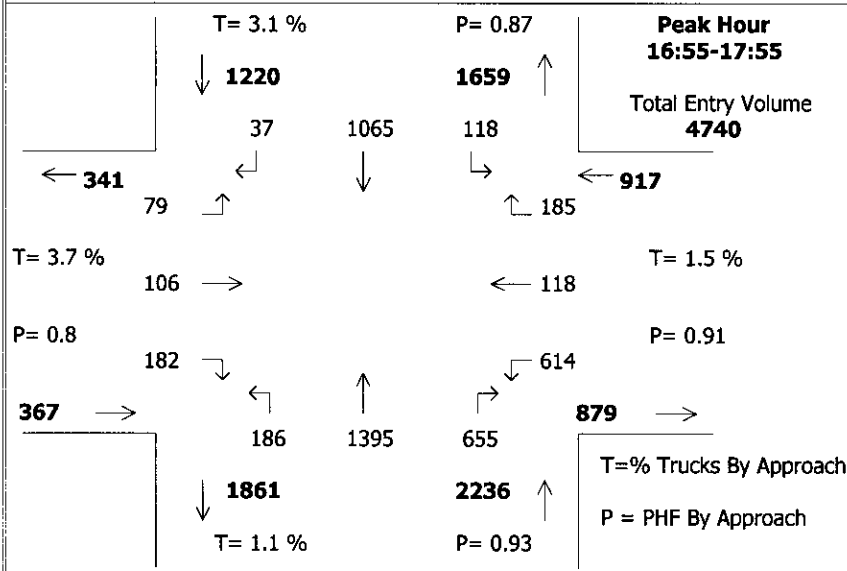 T= 3.1 % P= 0.87 Peak Hour
16:55-17:55
1220 1659
Total Entry Volume
37 1065 118 4740
341 917
79 185
T= 3.7 % T= 1.5 %
106 118
P= 0.8 P= 0.91
182 614
367 879
186 1395 655
T=% Trucks By Approach
1861 2236
P = PHF By Approach
T= 1.1 % P= 0.93